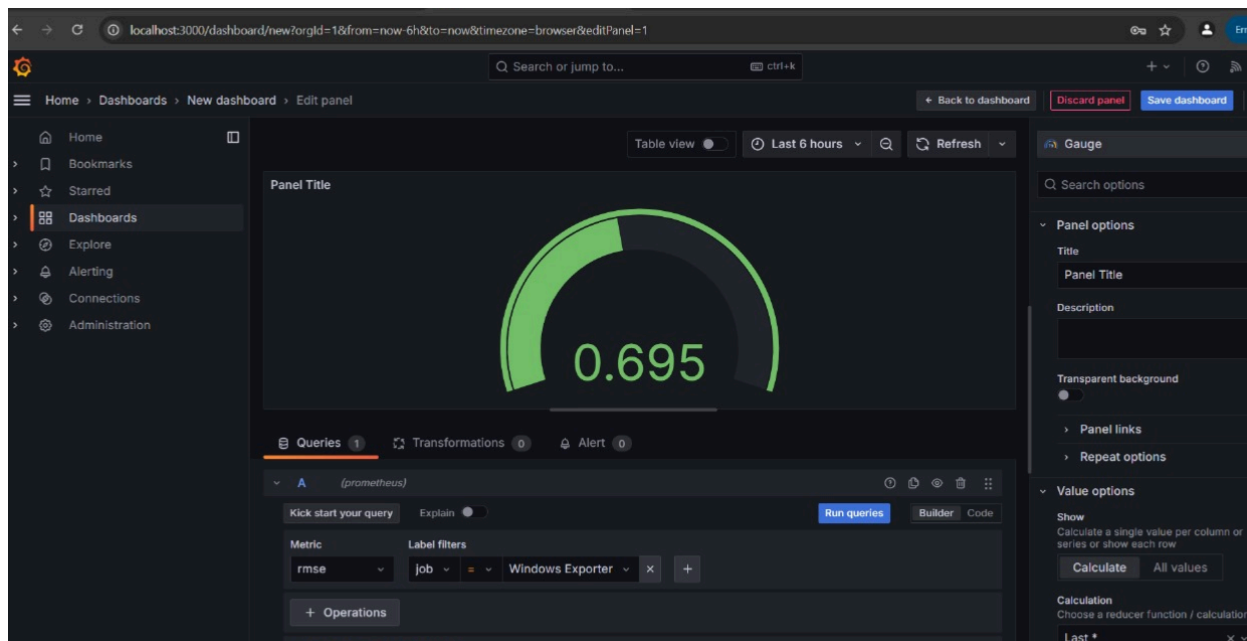 localhost:3000/dashboard/new?orgId=1&from=now-6h&to=now&timezone=browser&editPanel=1
Search or jump to... ctrl+k
Home › Dashboards › New dashboard › Edit panel
Back to dashboard Discard panel Save dashboard
Home
Bookmarks
Starred
Dashboards
Explore
Alerting
Connections
Administration
Table view Last 6 hours Refresh
Panel Title
0.695
Queries 1 Transformations 0 Alert 0
A (prometheus)
Kick start your query Explain Run queries Builder Code
Metric Label filters
rmse job = Windows Exporter
+ Operations
Gauge
Search options
Panel options
Title
Panel Title
Description
Transparent background
Panel links
Repeat options
Value options
Show
Calculate a single value per column or
series or show each row
Calculate All values
Calculation
Choose a reducer function / calculation
Last *